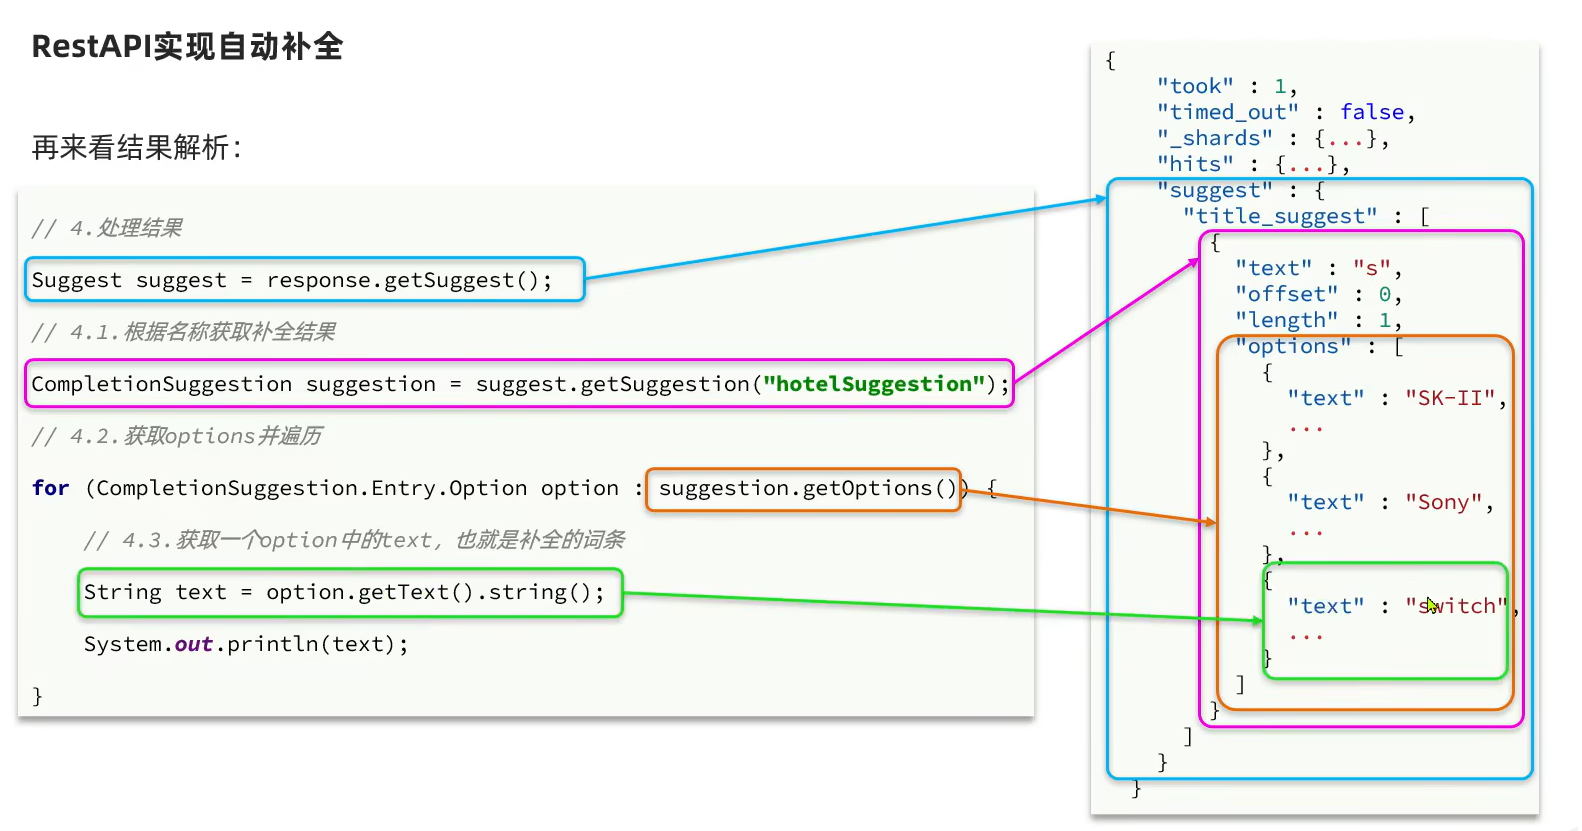 RestAPI实现自动补全
再来看结果解析：
// 4.处理结果
Suggest suggest = response.getSuggest();
// 4.1.根据名称获取补全结果
CompletionSuggestion suggestion = suggest.getSuggestion("hotelSuggestion");
// 4.2.获取options并遍历
for (CompletionSuggestion.Entry.Option option : suggestion.getOptions()) {
// 4.3.获取一个option中的text，也就是补全的词条
String text = option.getText().string();
System.out.println(text);
}
{
"took" : 1,
"timed_out" : false,
"_shards" : {...},
"hits" : {...},
"suggest" : {
"title_suggest" : [
{
"text" : "s",
"offset" : 0,
"length" : 1,
"options" : [
{
"text" : "SK-II",
...
},
{
"text" : "Sony",
...
},
{
"text" : "switch",
...
}
]
}
]
}
}